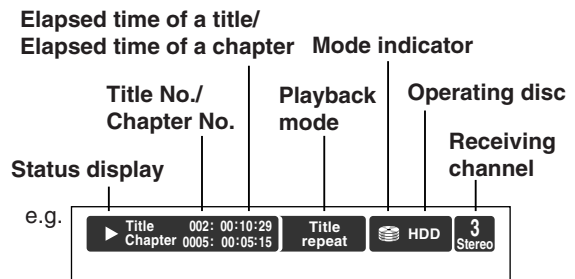 Elapsed time of a title/
Elapsed time of a chapter
Mode indicator
Title No./
Chapter No.
Playback
mode
Operating disc
Receiving
channel
Status display
e.g.
Title 002: 00:10:29
Chapter 0005: 00:05:15
Title
repeat
HDD
3
Stereo